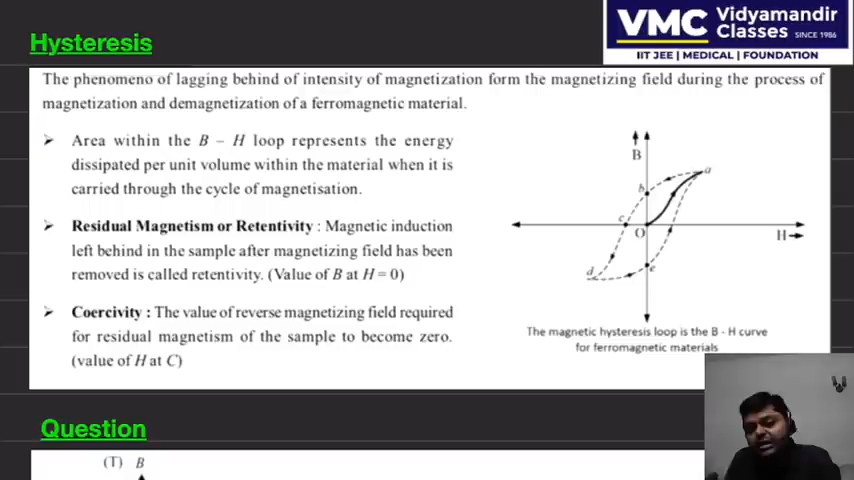 Hysteresis
VMC Vidyamandir
Classes
SINCE 1986
IIT JEE | MEDICAL | FOUNDATION
The phenomeno of lagging behind of intensity of magnetization form the magnetizing field during the process of
magnetization and demagnetization of a ferromagnetic material.
➢ Area within the B – H loop represents the energy
dissipated per unit volume within the material when it is
carried through the cycle of magnetisation.
➢ Residual Magnetism or Retentivity : Magnetic induction
left behind in the sample after magnetizing field has been
removed is called retentivity. (Value of B at H = 0)
➢ Coercivity : The value of reverse magnetizing field required
for residual magnetism of the sample to become zero.
(value of H at C)
B
a
b
c
O
H
d
e
The magnetic hysteresis loop is the B - H curve
for ferromagnetic materials
Question
(T) B